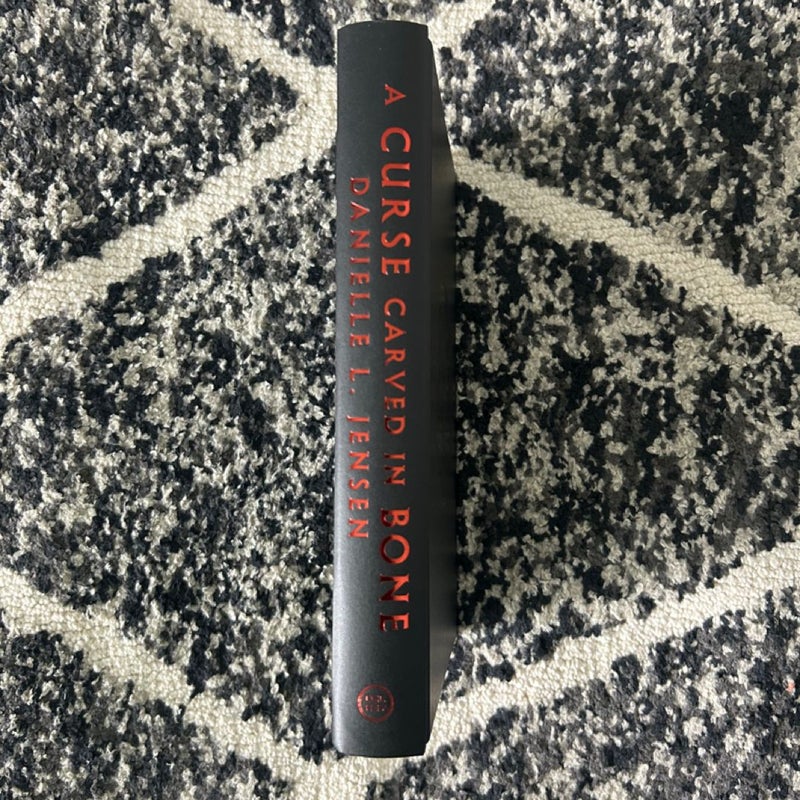 A CURSE CARVED IN BONE
DANIELLE L. JENSEN